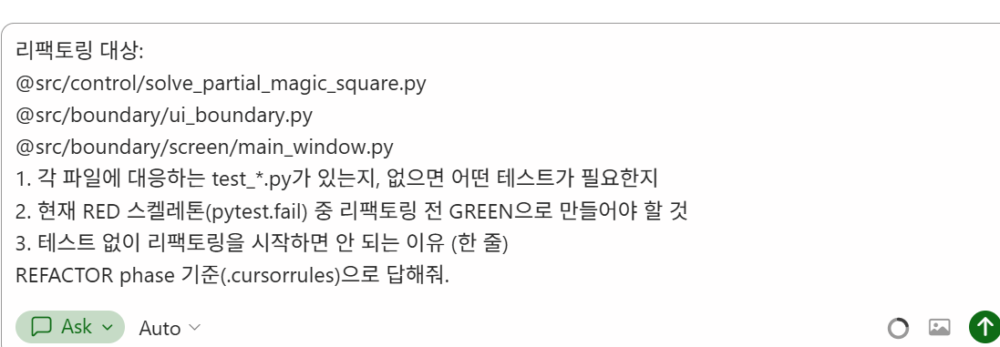 리팩토링 대상:
@src/control/solve_partial_magic_square.py
@src/boundary/ui_boundary.py
@src/boundary/screen/main_window.py
1. 각 파일에 대응하는 test_*.py가 있는지, 없으면 어떤 테스트가 필요한지
2. 현재 RED 스켈레톤(pytest.fail) 중 리팩토링 전 GREEN으로 만들어야 할 것
3. 테스트 없이 리팩토링을 시작하면 안 되는 이유 (한 줄)
REFACTOR phase 기준(.cursorrules)으로 답해줘.
Ask Auto